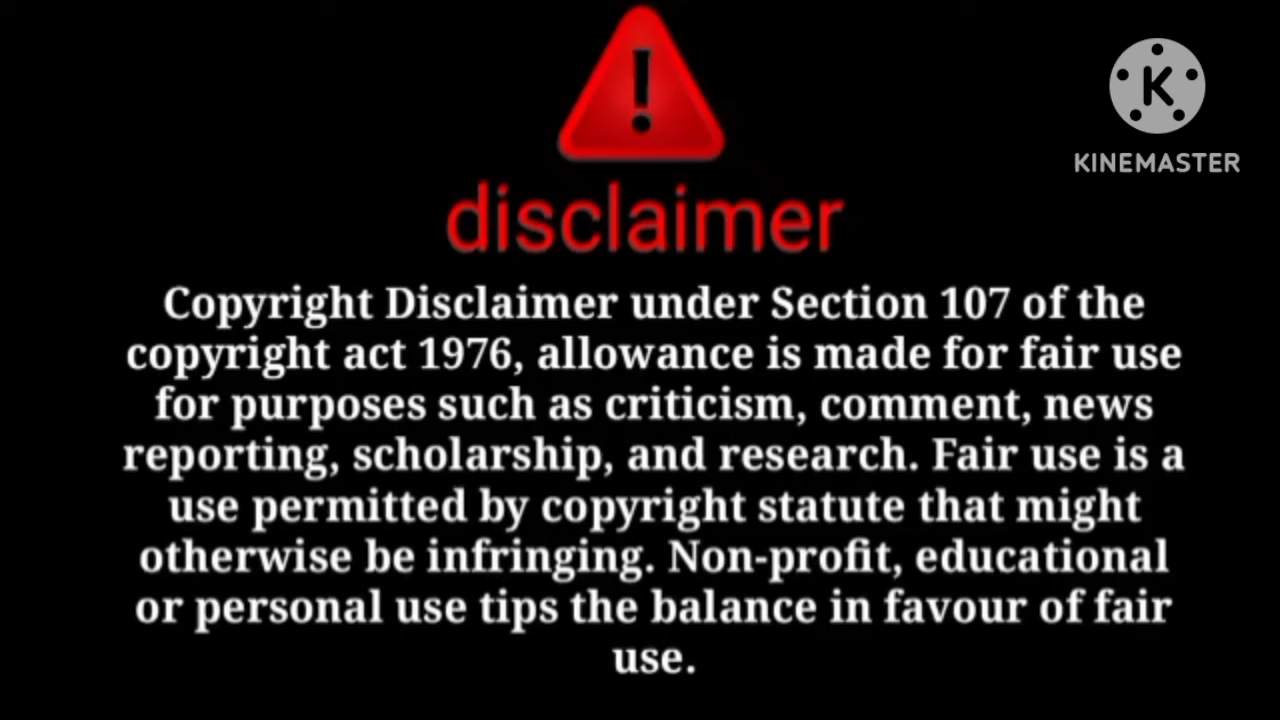 K
KINEMASTER
disclaimer
Copyright Disclaimer under Section 107 of the
copyright act 1976, allowance is made for fair use
for purposes such as criticism, comment, news
reporting, scholarship, and research. Fair use is a
use permitted by copyright statute that might
otherwise be infringing. Non-profit, educational
or personal use tips the balance in favour of fair
use.